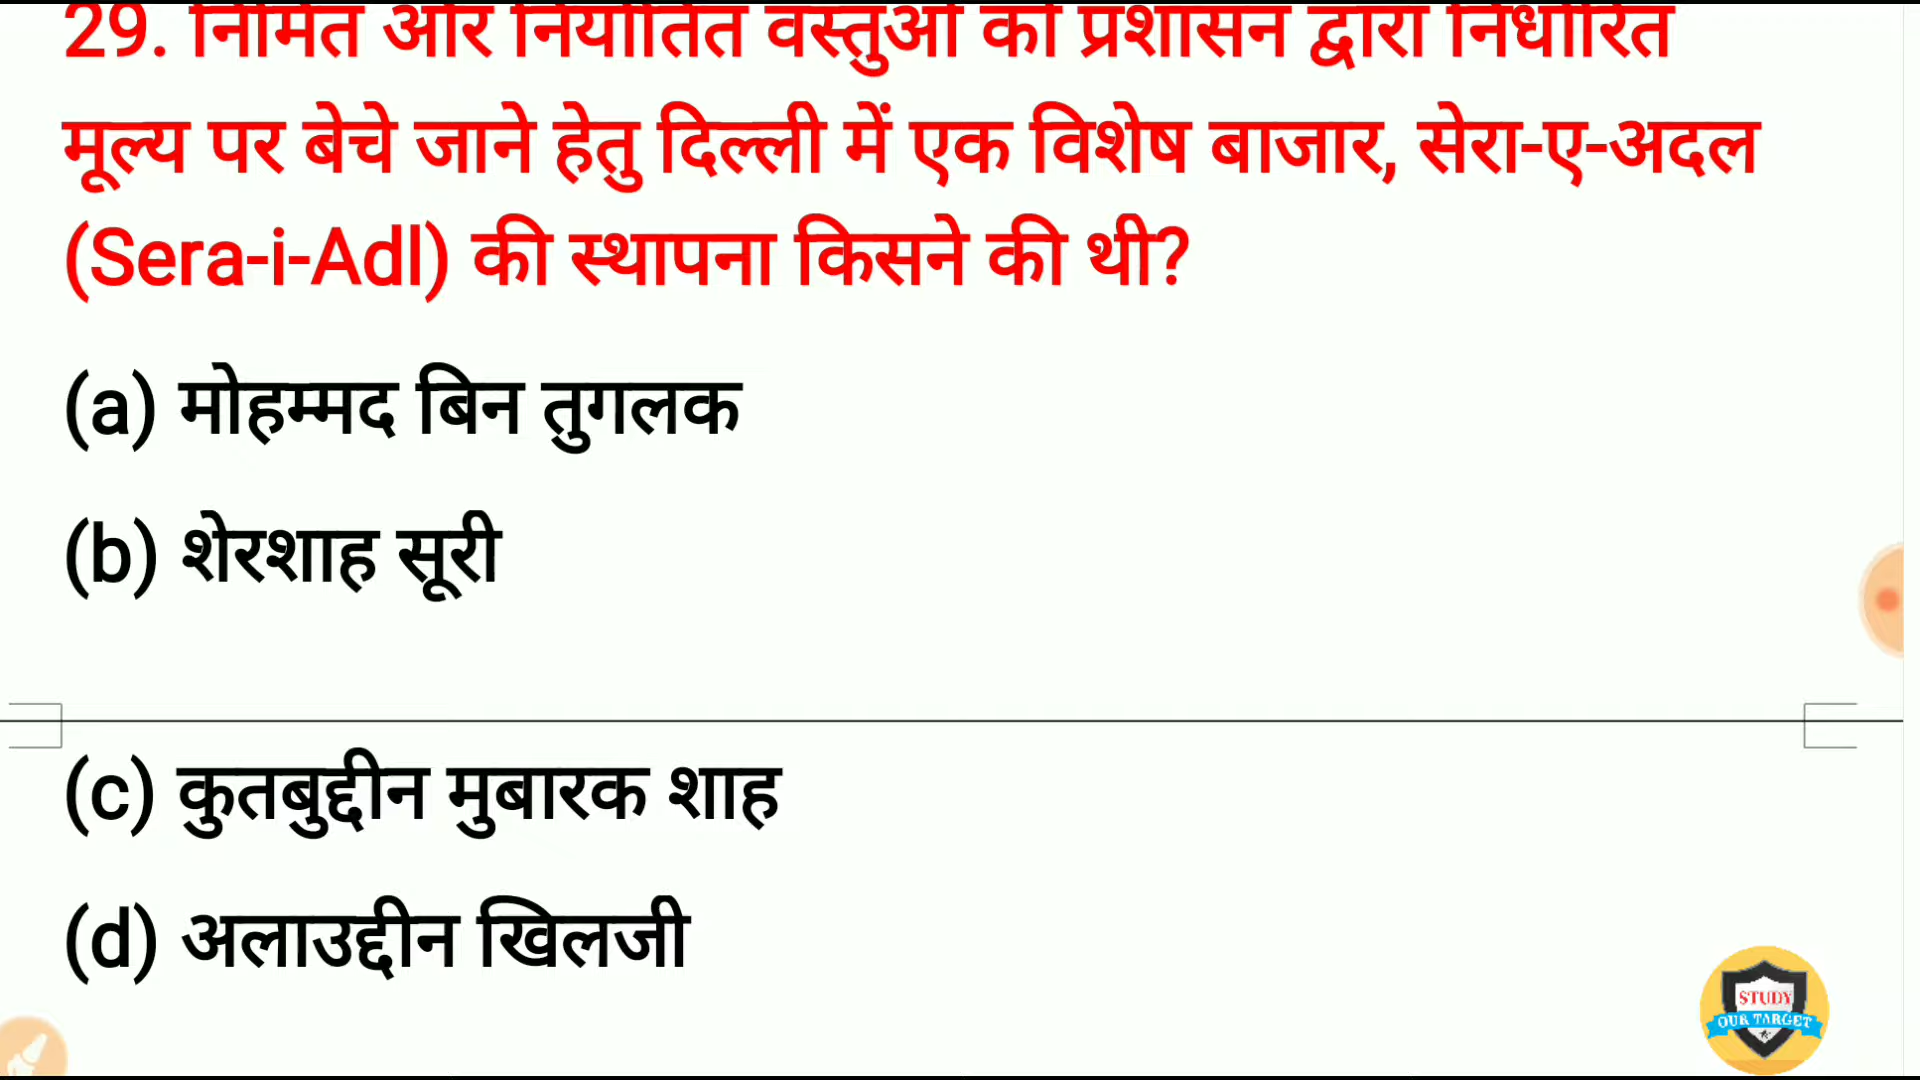 29. निर्मित और निर्यातित वस्तुओं को प्रशासन द्वारा निर्धारित
मूल्य पर बेचे जाने हेतु दिल्ली में एक विशेष बाजार, सेरा-ए-अदल
(Sera-i-Adl) की स्थापना किसने की थी?
(a) मोहम्मद बिन तुगलक
(b) शेरशाह सूरी
(c) कुतबुद्दीन मुबारक शाह
(d) अलाउद्दीन खिलजी
STUDY
OUR TARGET